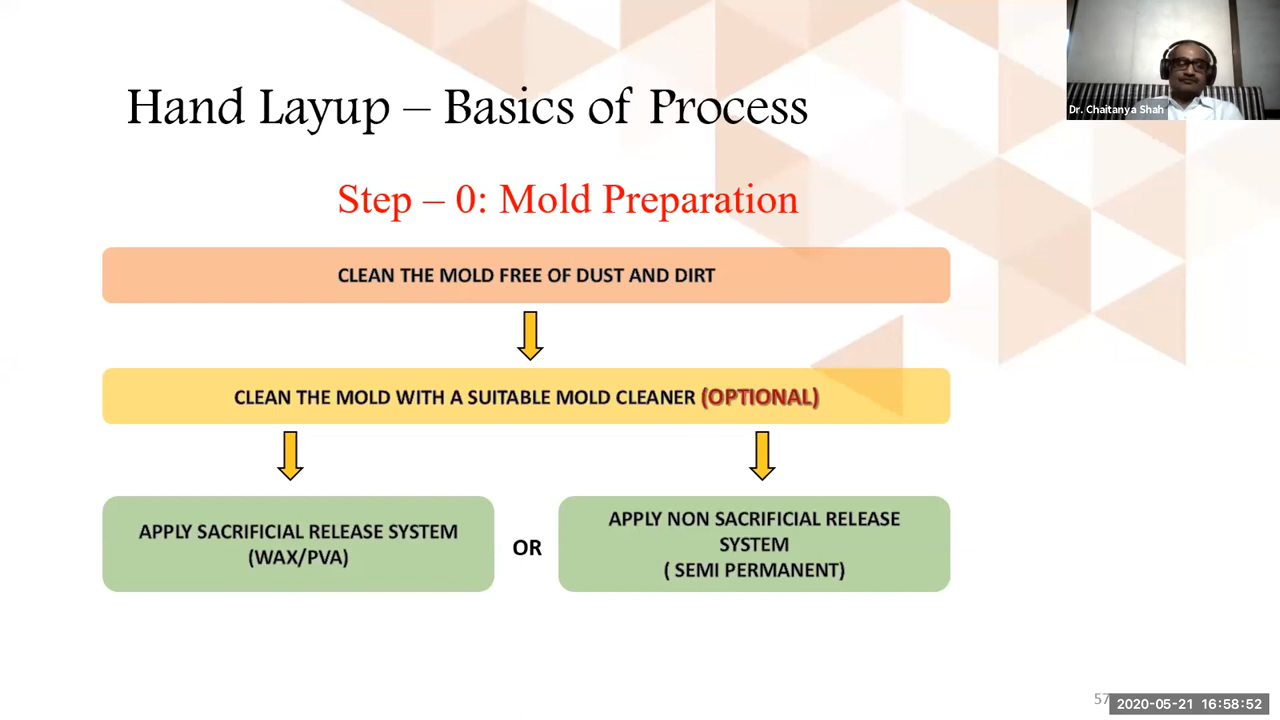 Dr. Chaitanya Shah
Hand Layup – Basics of Process
Step – 0: Mold Preparation
CLEAN THE MOLD FREE OF DUST AND DIRT
CLEAN THE MOLD WITH A SUITABLE MOLD CLEANER (OPTIONAL)
APPLY SACRIFICIAL RELEASE SYSTEM
(WAX/PVA)
OR
APPLY NON SACRIFICIAL RELEASE
SYSTEM
( SEMI PERMANENT)
57
2020-05-21 16:58:52